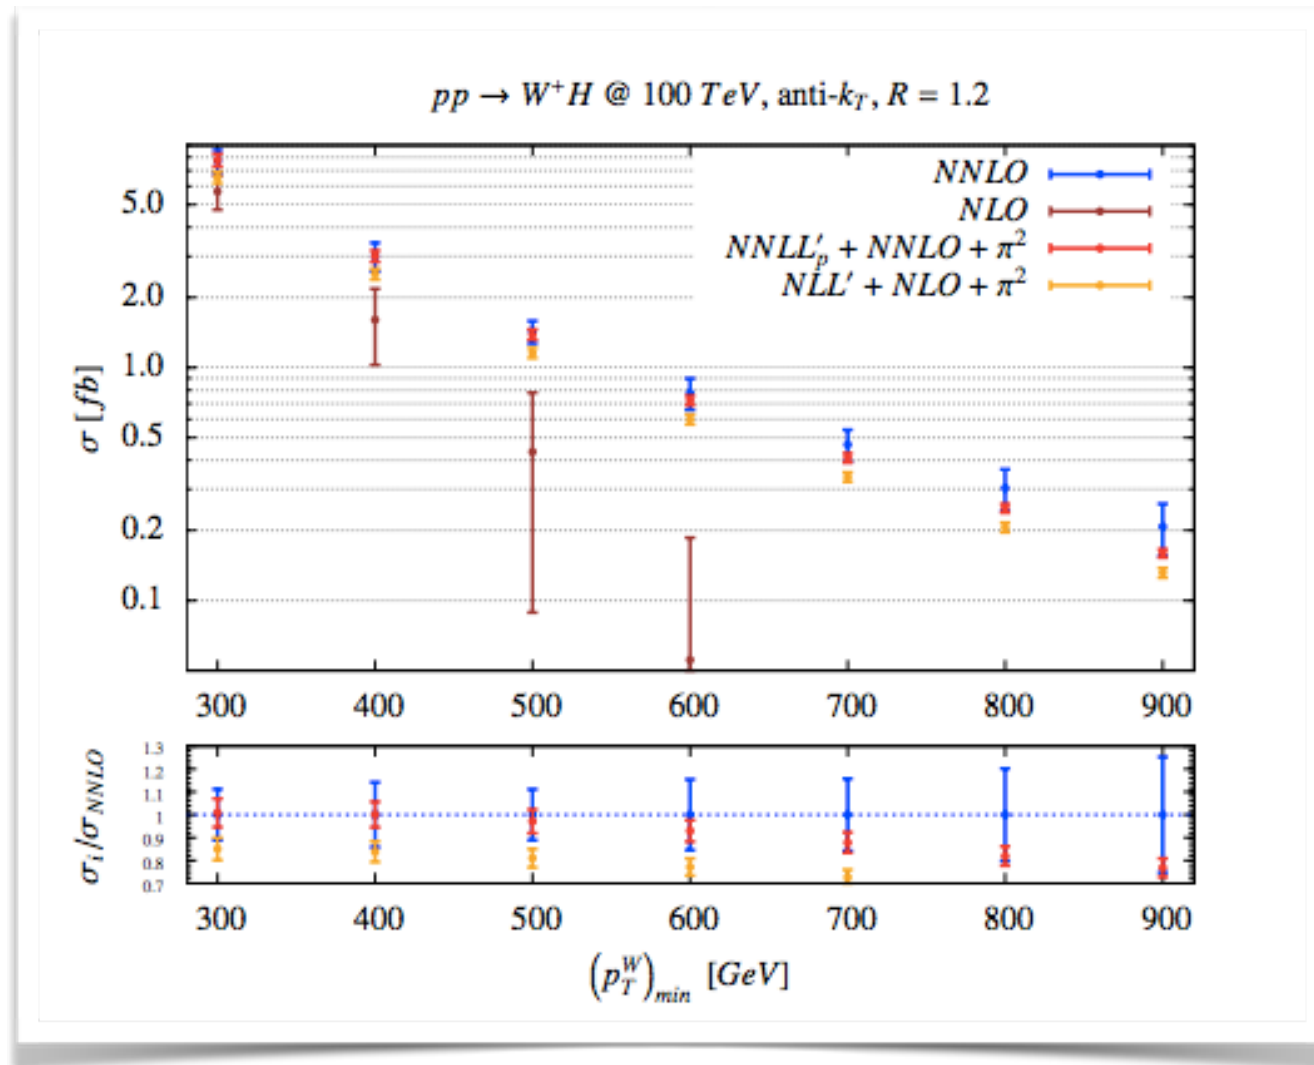 pp → W⁺H @ 100 TeV, anti-k_T, R = 1.2
NNLO
NLO
NNLL′_p + NNLO + π²
NLL′ + NLO + π²
σ [fb]
5.0
2.0
1.0
0.5
0.2
0.1
300 400 500 600 700 800 900
σ_i/σ_NNLO
1.3
1.2
1.1
1
0.9
0.8
0.7
300 400 500 600 700 800 900
(p_T^W)_min [GeV]